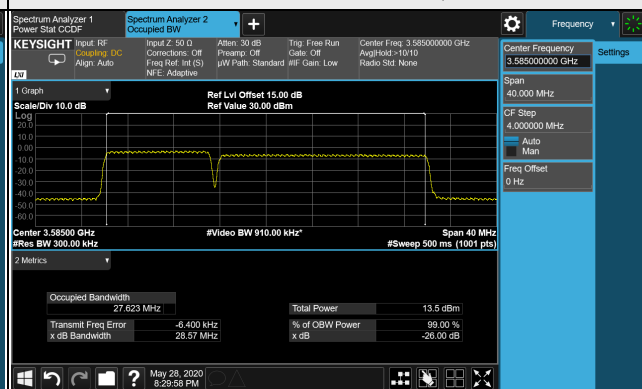 Spectrum Analyzer 1
Power Stat CCDF
Spectrum Analyzer 2
Occupied BW
+
Frequency
KEYSIGHT
LXI
Input: RF
Coupling: DC
Align: Auto
Input Z: 50 Ω
Corrections: Off
Freq Ref: Int (S)
NFE: Adaptive
Atten: 30 dB
Preamp: Off
µW Path: Standard
Trig: Free Run
Gate: Off
#IF Gain: Low
Center Freq: 3.585000000 GHz
Avg|Hold:>10/10
Radio Std: None
Center Frequency
3.585000000 GHz
Settings
Span
40.000 MHz
CF Step
4.000000 MHz
Auto
Man
Freq Offset
0 Hz
1 Graph
Scale/Div 10.0 dB
Ref Lvl Offset 15.00 dB
Ref Value 30.00 dBm
Log
20.0
10.0
0.00
-10.0
-20.0
-30.0
-40.0
-50.0
-60.0
Center 3.58500 GHz
#Res BW 300.00 kHz
#Video BW 910.00 kHz*
Span 40 MHz
#Sweep 500 ms (1001 pts)
2 Metrics
Occupied Bandwidth
27.623 MHz
Transmit Freq Error -6.400 kHz
x dB Bandwidth 28.57 MHz
Total Power 13.5 dBm
% of OBW Power 99.00 %
x dB -26.00 dB
?
May 28, 2020
8:29:58 PM